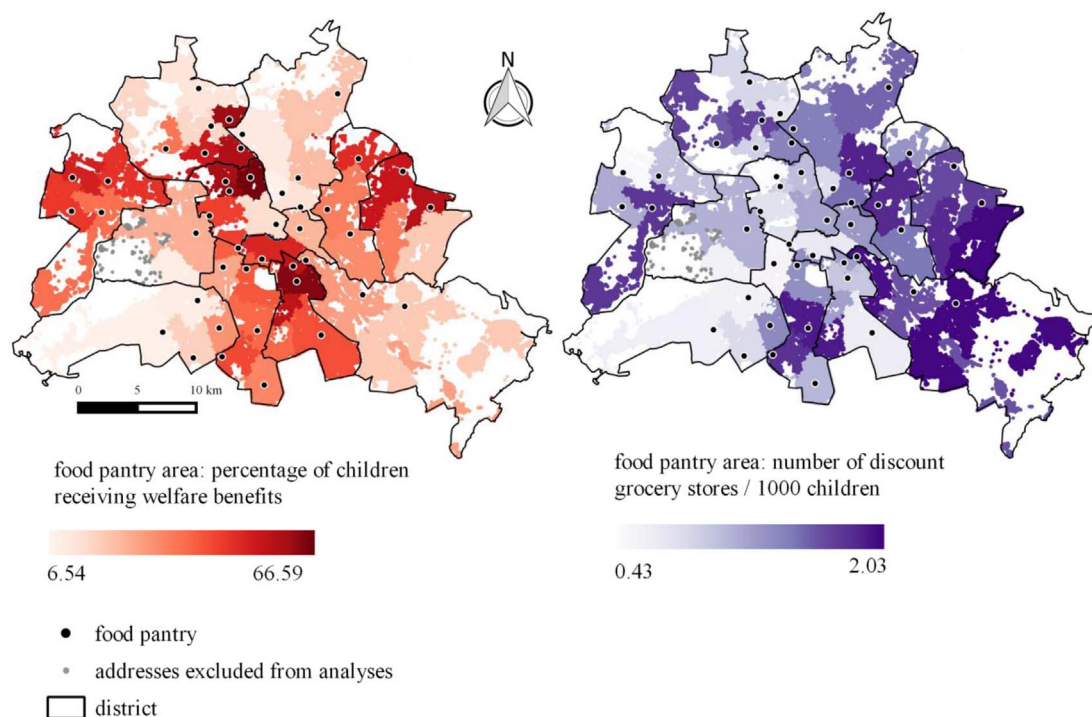 N
0 5 10 km
food pantry area: percentage of children
receiving welfare benefits
6.54 66.59
food pantry
addresses excluded from analyses
district
food pantry area: number of discount
grocery stores / 1000 children
0.43 2.03